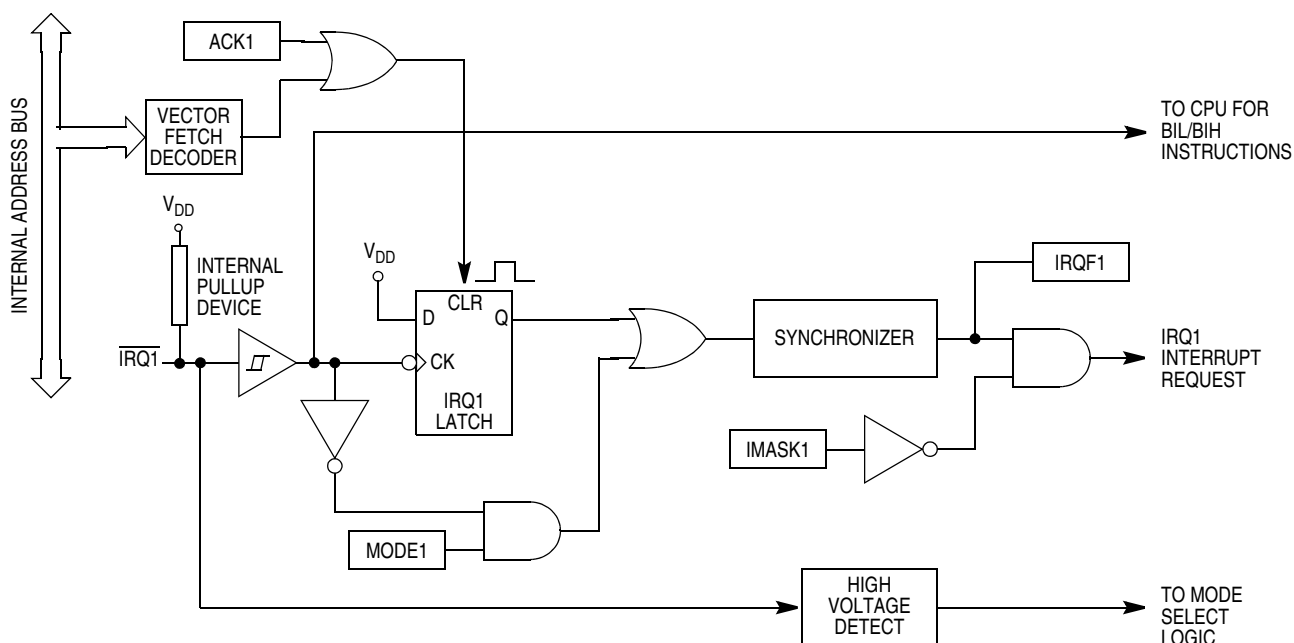 ACK1
VECTOR
FETCH
DECODER
INTERNAL ADDRESS BUS
TO CPU FOR
BIL/BIH
INSTRUCTIONS
VDD
INTERNAL
PULLUP
DEVICE
VDD
CLR
D
Q
CK
IRQ1
LATCH
IRQ1
SYNCHRONIZER
IRQF1
IRQ1
INTERRUPT
REQUEST
IMASK1
MODE1
HIGH
VOLTAGE
DETECT
TO MODE
SELECT
LOGIC